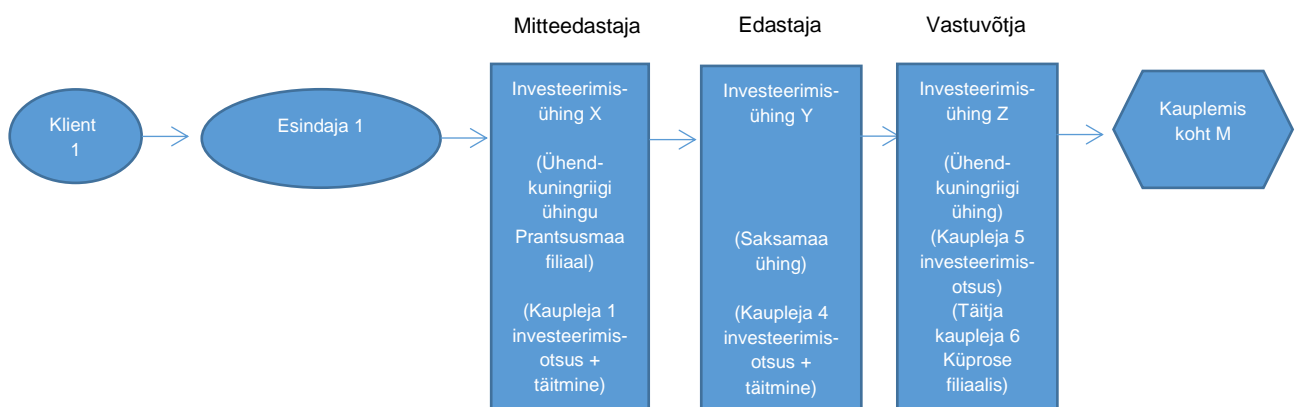 Mitteedastaja
Edastaja
Vastuvõtja
Klient
1
Esindaja 1
Investeerimis-
ühing X
(Ühend-
kuningriigi
ühingu
Prantsusmaa
filiaal)
(Kaupleja 1
investeerimis-
otsus +
täitmine)
Investeerimis-
ühing Y
(Saksamaa
ühing)
(Kaupleja 4
investeerimis-
otsus +
täitmine)
Investeerimis-
ühing Z
(Ühend-
kuningriigi
ühing)
(Kaupleja 5
investeerimis-
otsus)
(Täitja
kaupleja 6
Küprose
filiaalis)
Kauplemis
koht M